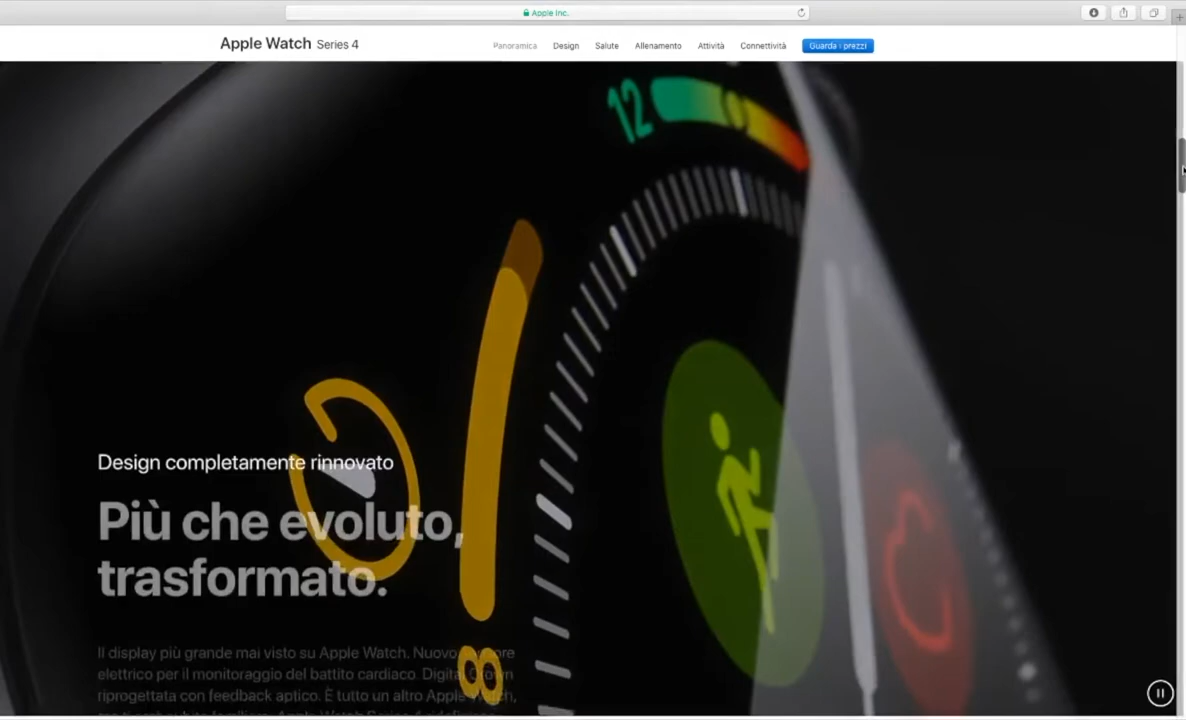 Apple Inc.
Apple Watch Series 4
Panoramica Design Salute Allenamento Attività Connettività Guarda i prezzi
12
8
Design completamente rinnovato
Più che evoluto,
trasformato.
Il display più grande mai visto su Apple Watch. Nuovo
elettrico per il monitoraggio del battito cardiaco. Digital Crown
riprogettata con feedback aptico. È tutto un altro Apple Watch,